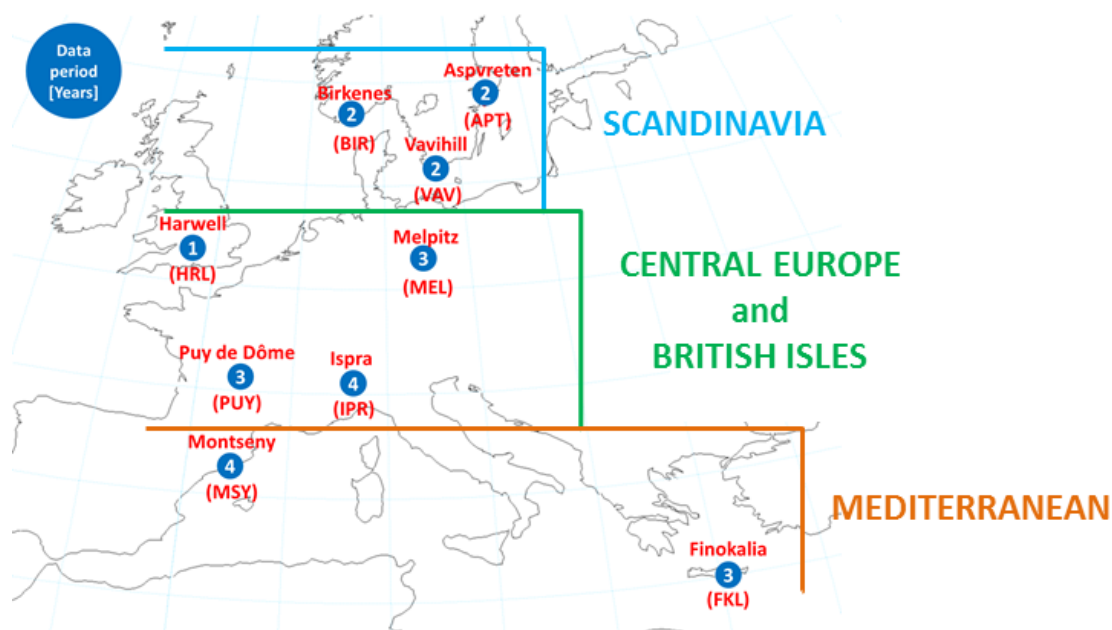 Data
period
[Years]
Aspvreten
2
(APT)
Birkenes
2
(BIR)
Vavihill
2
(VAV)
SCANDINAVIA
Harwell
1
(HRL)
Melpitz
3
(MEL)
CENTRAL EUROPE
and
BRITISH ISLES
Puy de Dôme
3
(PUY)
Ispra
4
(IPR)
Montseny
4
(MSY)
MEDITERRANEAN
Finokalia
3
(FKL)